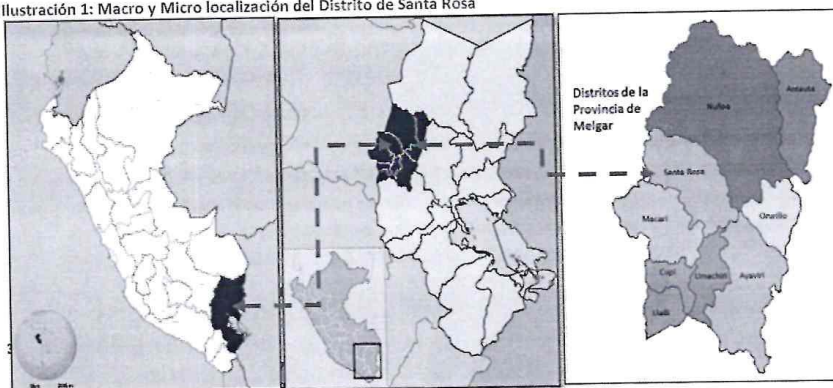 Ilustración 1: Macro y Micro localización del Distrito de Santa Rosa
Distritos de la
Provincia de
Melgar
Nuñoa
Antauta
Santa Rosa
Macari
Orurillo
Cupi
Umachiri
Ayaviri
Llalli